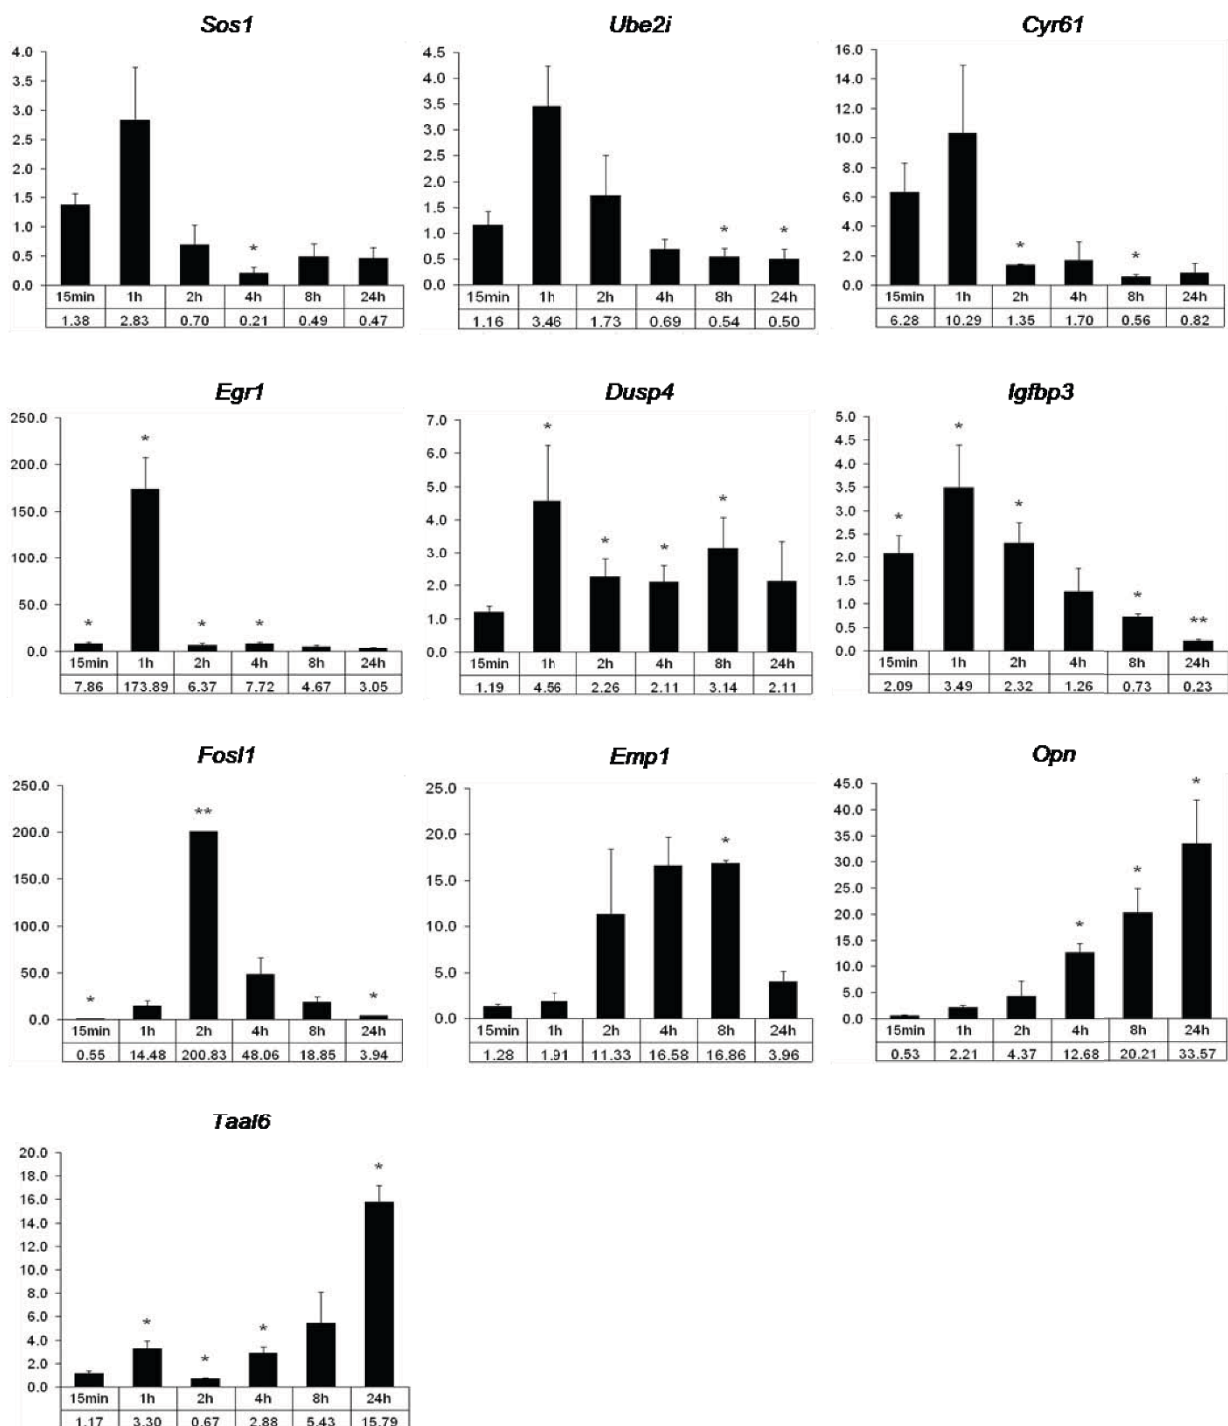 Sos1
4.0
3.5
3.0
2.5
2.0
1.5
1.0
0.5
0.0
*
15min 1h 2h 4h 8h 24h
1.38 2.83 0.70 0.21 0.49 0.47
Ube2i
4.5
4.0
3.5
3.0
2.5
2.0
1.5
1.0
0.5
0.0
* *
15min 1h 2h 4h 8h 24h
1.16 3.46 1.73 0.69 0.54 0.50
Cyr61
16.0
14.0
12.0
10.0
8.0
6.0
4.0
2.0
0.0
* *
15min 1h 2h 4h 8h 24h
6.28 10.29 1.35 1.70 0.56 0.82
Egr1
250.0
200.0
150.0
100.0
50.0
0.0
* * * *
15min 1h 2h 4h 8h 24h
7.86 173.89 6.37 7.72 4.67 3.05
Dusp4
7.0
6.0
5.0
4.0
3.0
2.0
1.0
0.0
* * * *
15min 1h 2h 4h 8h 24h
1.19 4.56 2.26 2.11 3.14 2.11
Igfbp3
5.0
4.5
4.0
3.5
3.0
2.5
2.0
1.5
1.0
0.5
0.0
* * * * **
15min 1h 2h 4h 8h 24h
2.09 3.49 2.32 1.26 0.73 0.23
Fosl1
250.0
200.0
150.0
100.0
50.0
0.0
* ** *
15min 1h 2h 4h 8h 24h
0.55 14.48 200.83 48.06 18.85 3.94
Emp1
25.0
20.0
15.0
10.0
5.0
0.0
*
15min 1h 2h 4h 8h 24h
1.28 1.91 11.33 16.58 16.86 3.96
Opn
45.0
40.0
35.0
30.0
25.0
20.0
15.0
10.0
5.0
0.0
* * *
15min 1h 2h 4h 8h 24h
0.53 2.21 4.37 12.68 20.21 33.57
Taal6
20.0
18.0
16.0
14.0
12.0
10.0
8.0
6.0
4.0
2.0
0.0
* * * *
15min 1h 2h 4h 8h 24h
1.17 3.30 0.67 2.88 5.43 15.79